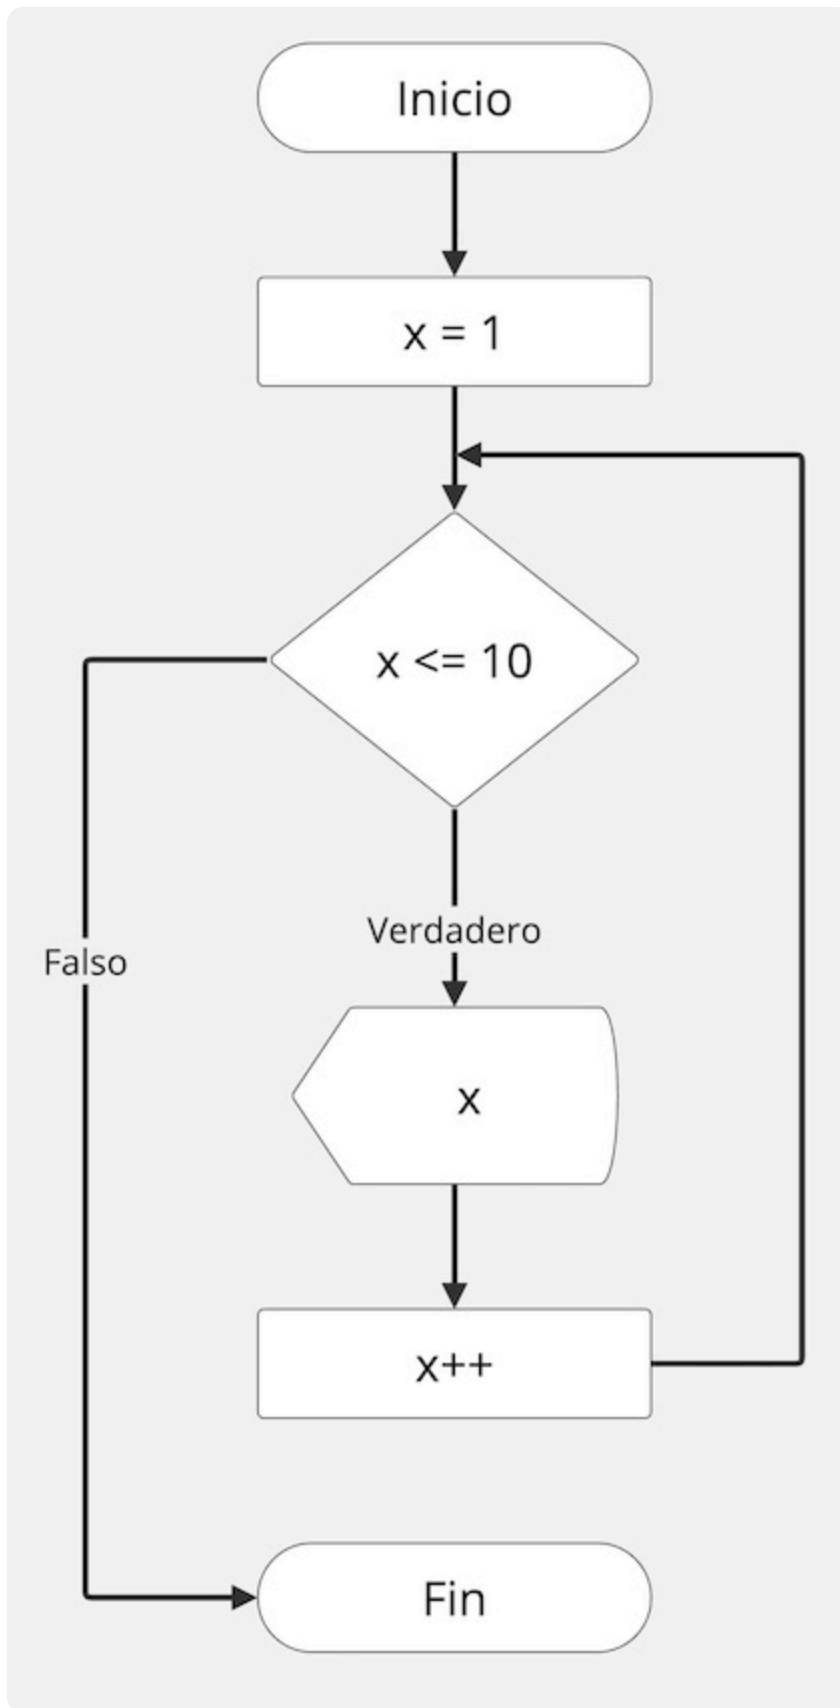 Inicio
x = 1
x <= 10
Verdadero
Falso
x
x++
Fin